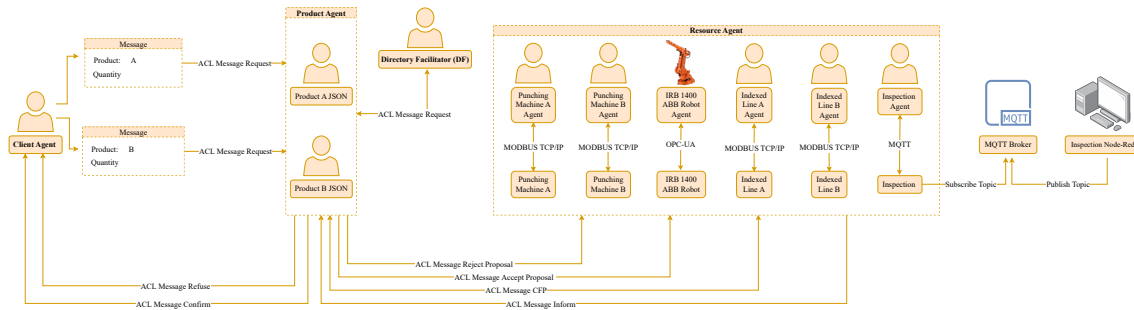 Product Agent
Resource Agent
Message
Product: A
Quantity
ACL Message Request
Directory Facilitator (DF)
Product A JSON
ACL Message Request
Punching
Machine A
Agent
Punching
Machine B
Agent
IRB 1400
ABB Robot
Agent
Indexed
Line A
Agent
Indexed
Line B
Agent
Inspection
Agent
MQTT
Client Agent
Message
Product: B
Quantity
ACL Message Request
MODBUS TCP/IP
MODBUS TCP/IP
OPC-UA
MODBUS TCP/IP
MODBUS TCP/IP
MQTT
MQTT Broker
Inspection Node-Red
Product B JSON
Punching
Machine A
Punching
Machine B
IRB 1400
ABB Robot
Indexed
Line A
Indexed
Line B
Inspection
Subscribe Topic
Publish Topic
ACL Message Reject Proposal
ACL Message Accept Proposal
ACL Message Refuse
ACL Message CFP
ACL Message Confirm
ACL Message Inform